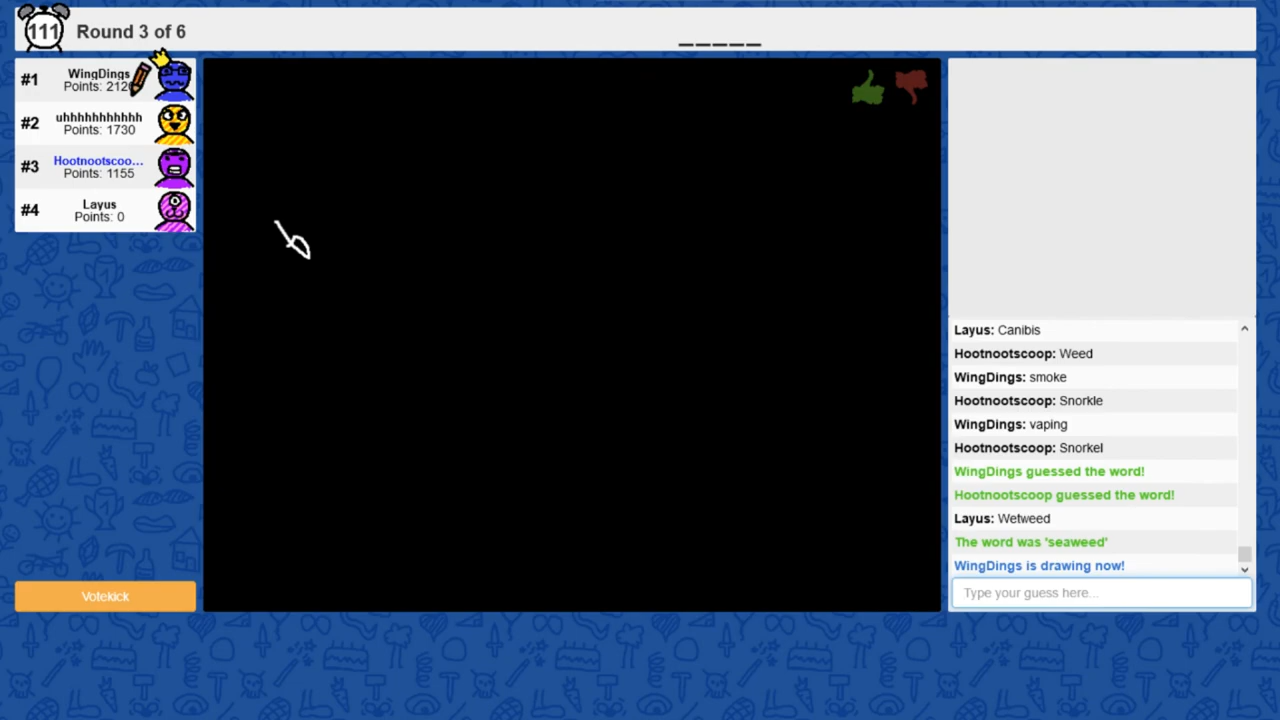 111
Round 3 of 6
_ _ _ _ _
#1
WingDings
Points: 212
#2
uhhhhhhhhhhh
Points: 1730
#3
Hootnootscoo...
Points: 1155
#4
Layus
Points: 0
Votekick
Layus: Canibis
Hootnootscoop: Weed
WingDings: smoke
Hootnootscoop: Snorkle
WingDings: vaping
Hootnootscoop: Snorkel
WingDings guessed the word!
Hootnootscoop guessed the word!
Layus: Wetweed
The word was 'seaweed'
WingDings is drawing now!
Type your guess here...